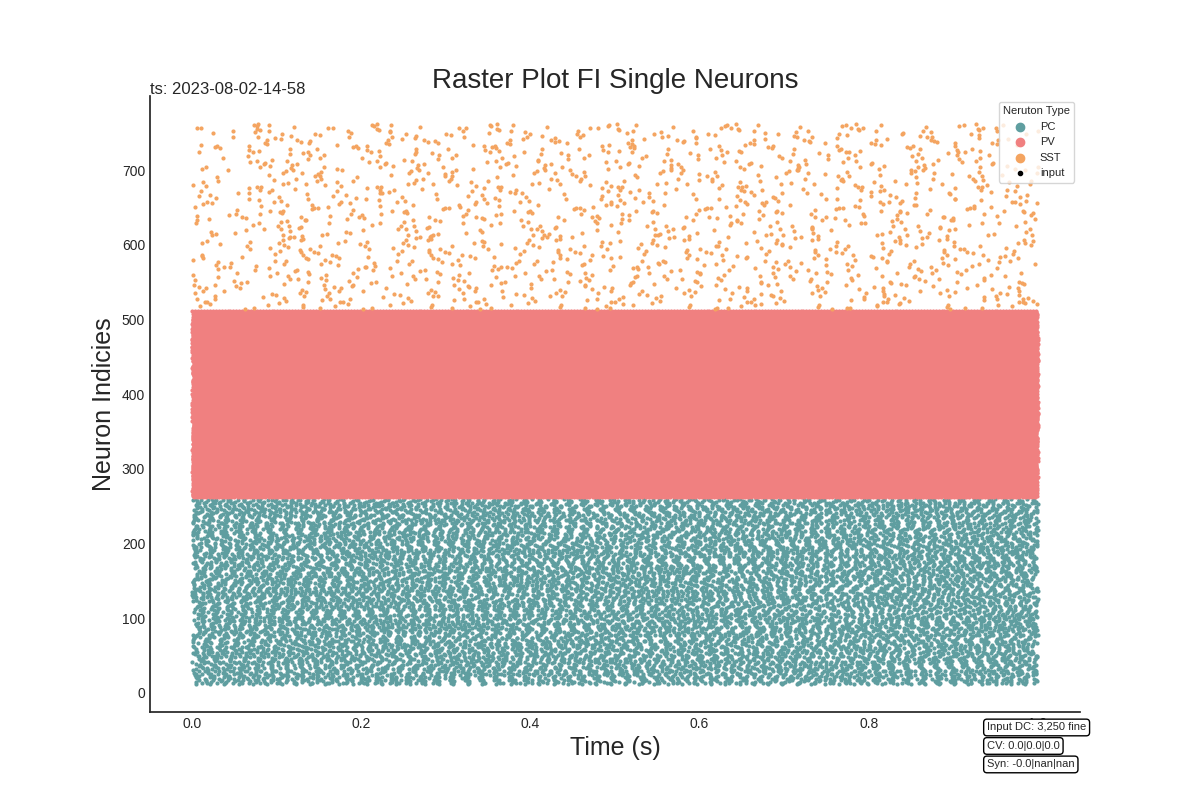 Raster Plot FI Single Neurons
ts: 2023-08-02-14-58
Neruton Type
PC
PV
SST
input
Neuron Indicies
700
600
500
400
300
200
100
0
0.0 0.2 0.4 0.6 0.8
Time (s)
Input DC: 3,250 fine
CV: 0.0|0.0|0.0
Syn: -0.0|nan|nan